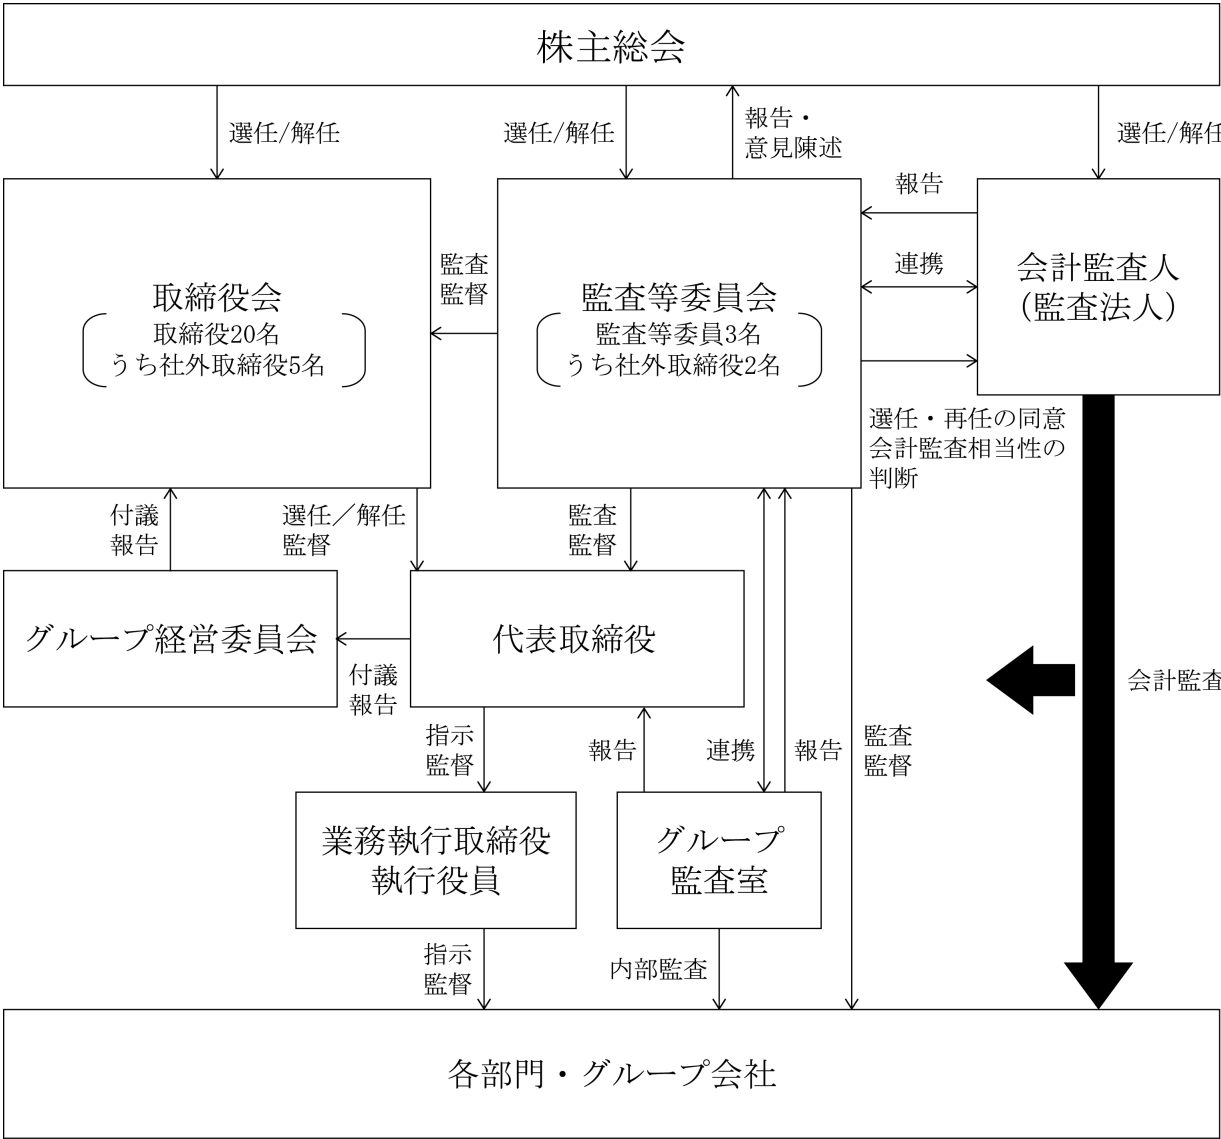 株主総会
選任/解任
選任/解任
報告・
意見陳述
選任/解任
報告
連携
監査
監督
取締役会
取締役20名
うち社外取締役5名
監査等委員会
監査等委員3名
うち社外取締役2名
会計監査人
（監査法人）
選任・再任の同意
会計監査相当性の
判断
付議
報告
選任／解任
監督
監査
監督
グループ経営委員会
代表取締役
付議
報告
会計監査
指示
監督
報告
連携
報告
監査
監督
業務執行取締役
執行役員
グループ
監査室
指示
監督
内部監査
各部門・グループ会社